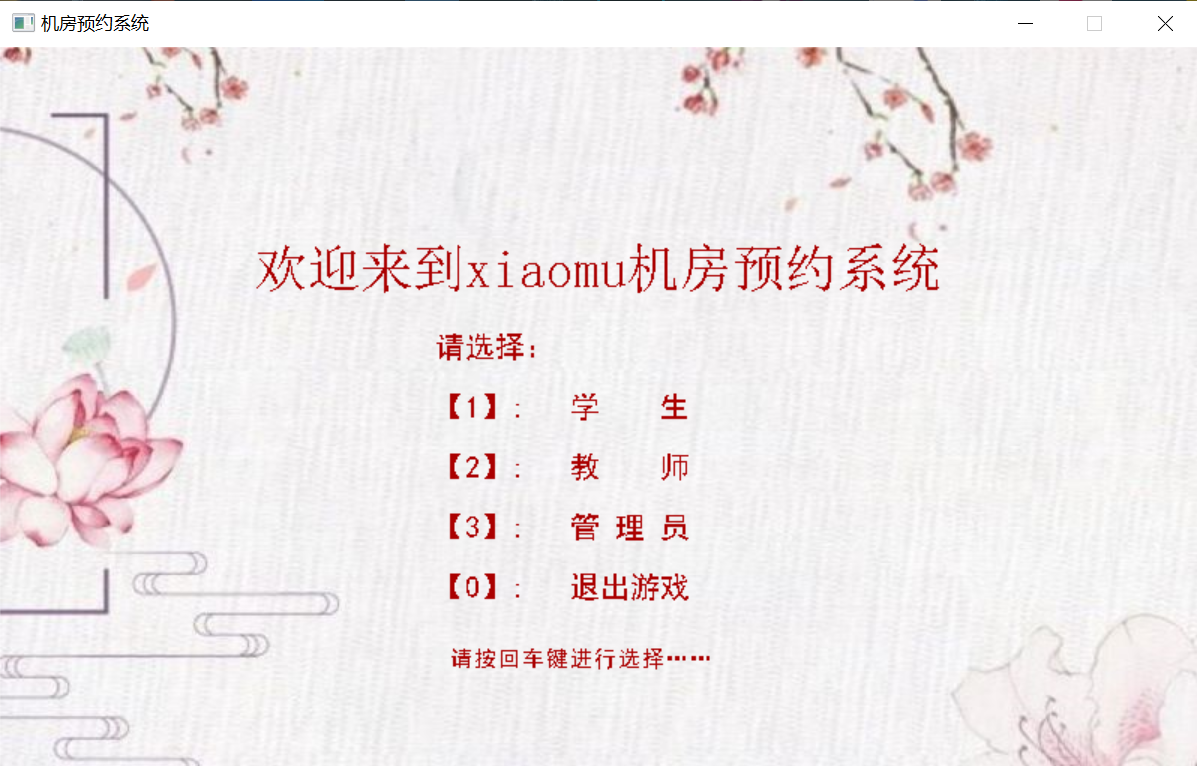 机房预约系统
欢迎来到xiaomu机房预约系统
请选择：
【1】： 学 生
【2】： 教 师
【3】： 管 理 员
【0】： 退出游戏
请按回车键进行选择……